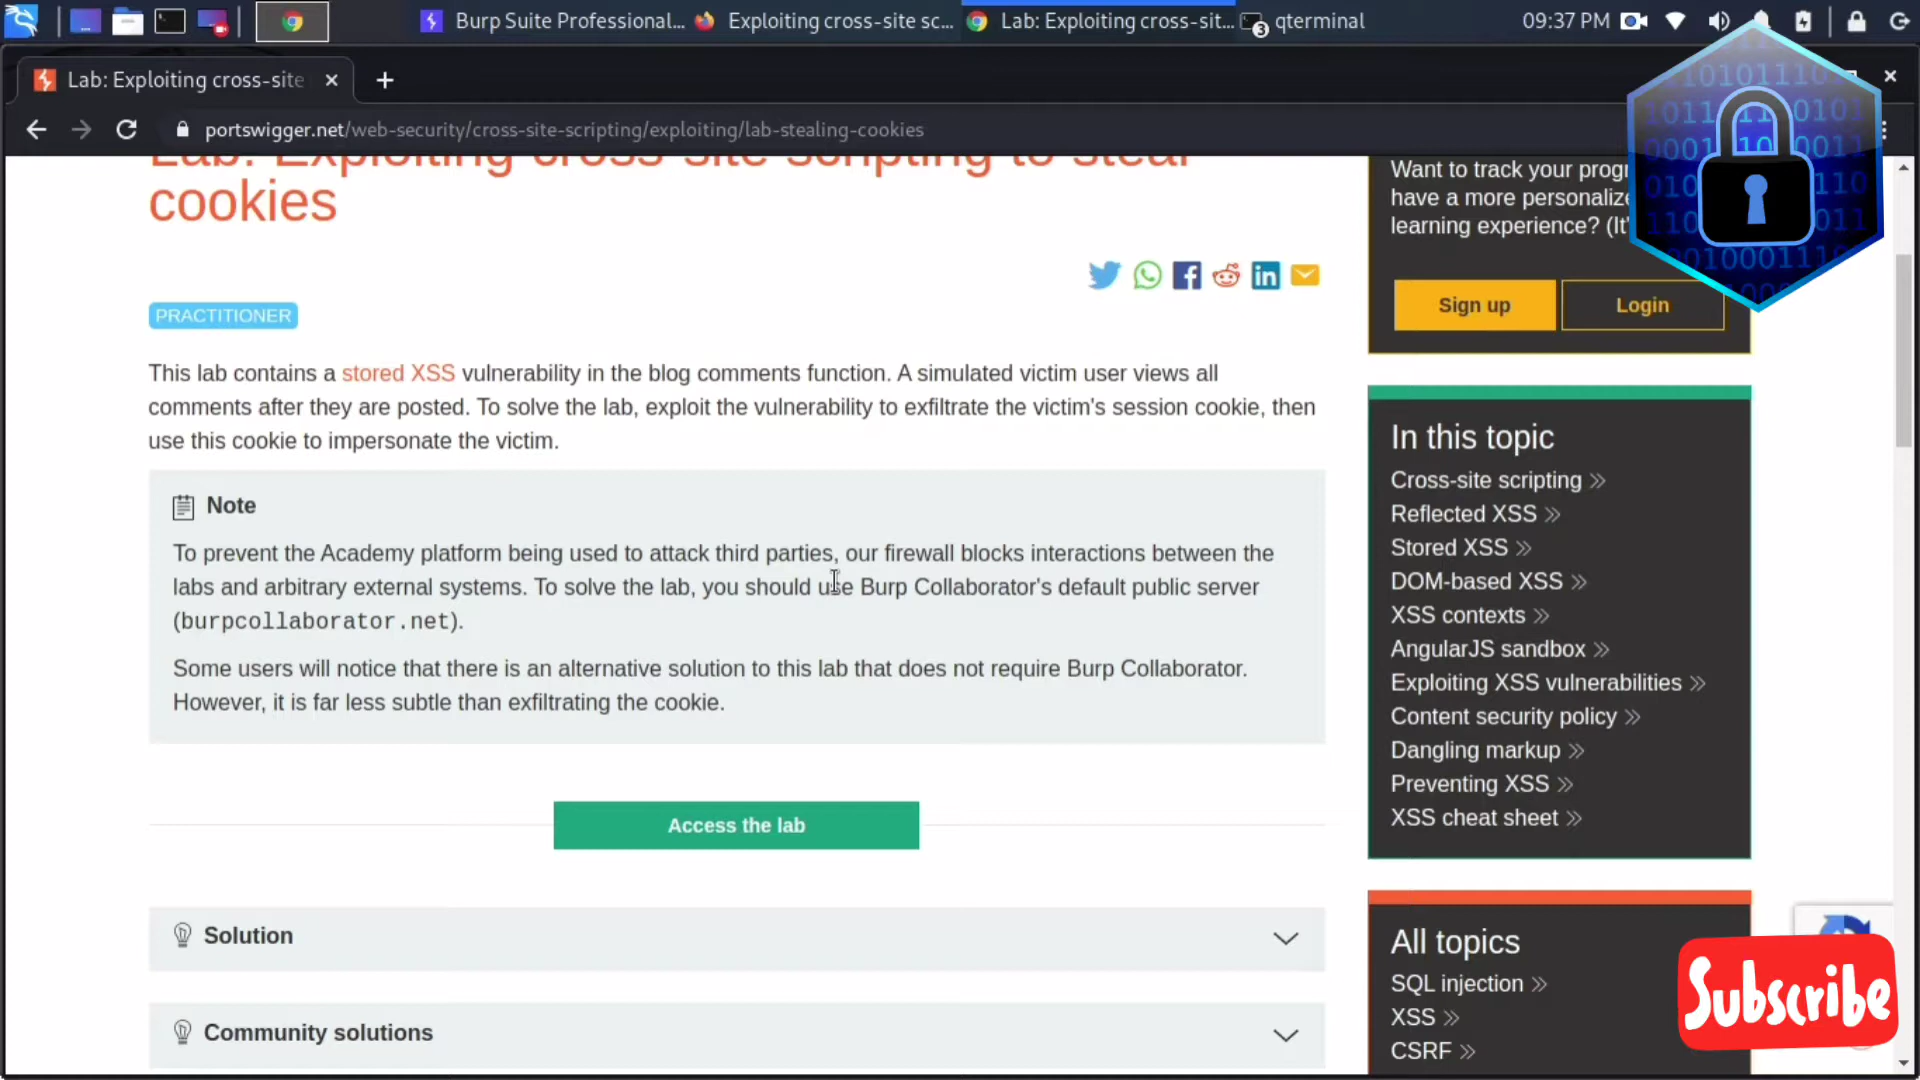 Burp Suite Professional...
Exploiting cross-site sc...
Lab: Exploiting cross-sit...
3
qterminal
09:37 PM
Lab: Exploiting cross-site
portswigger.net/web-security/cross-site-scripting/exploiting/lab-stealing-cookies
Lab: Exploiting cross-site scripting to steal
cookies
PRACTITIONER
This lab contains a stored XSS vulnerability in the blog comments function. A simulated victim user views all
comments after they are posted. To solve the lab, exploit the vulnerability to exfiltrate the victim's session cookie, then
use this cookie to impersonate the victim.
Note
To prevent the Academy platform being used to attack third parties, our firewall blocks interactions between the
labs and arbitrary external systems. To solve the lab, you should use Burp Collaborator's default public server
(burpcollaborator.net).
Some users will notice that there is an alternative solution to this lab that does not require Burp Collaborator.
However, it is far less subtle than exfiltrating the cookie.
Access the lab
Solution
Community solutions
Want to track your progr
have a more personalize
learning experience? (It'
Sign up
Login
In this topic
Cross-site scripting
Reflected XSS
Stored XSS
DOM-based XSS
XSS contexts
AngularJS sandbox
Exploiting XSS vulnerabilities
Content security policy
Dangling markup
Preventing XSS
XSS cheat sheet
All topics
SQL injection
XSS
CSRF
Subscribe